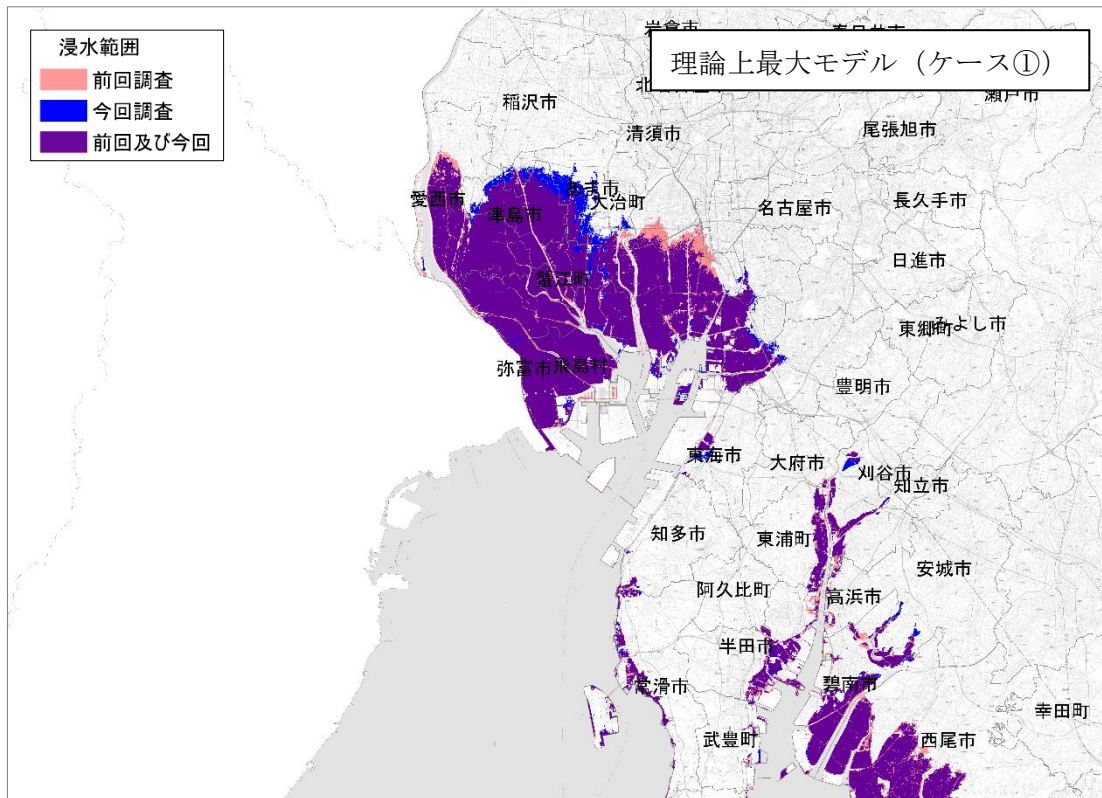 浸水範囲
前回調査
今回調査
前回及び今回
理論上最大モデル（ケース①）
岩倉市
稲沢市
瀬戸市
清須市
尾張旭市
あま市
大治町
愛西市
津島市
名古屋市
長久手市
日進市
蟹江町
東郷町
みよし市
弥富市
飛島村
豊明市
東海市
大府市
刈谷市
知立市
知多市
東浦町
安城市
阿久比町
高浜市
半田市
常滑市
碧南市
幸田町
武豊町
西尾市